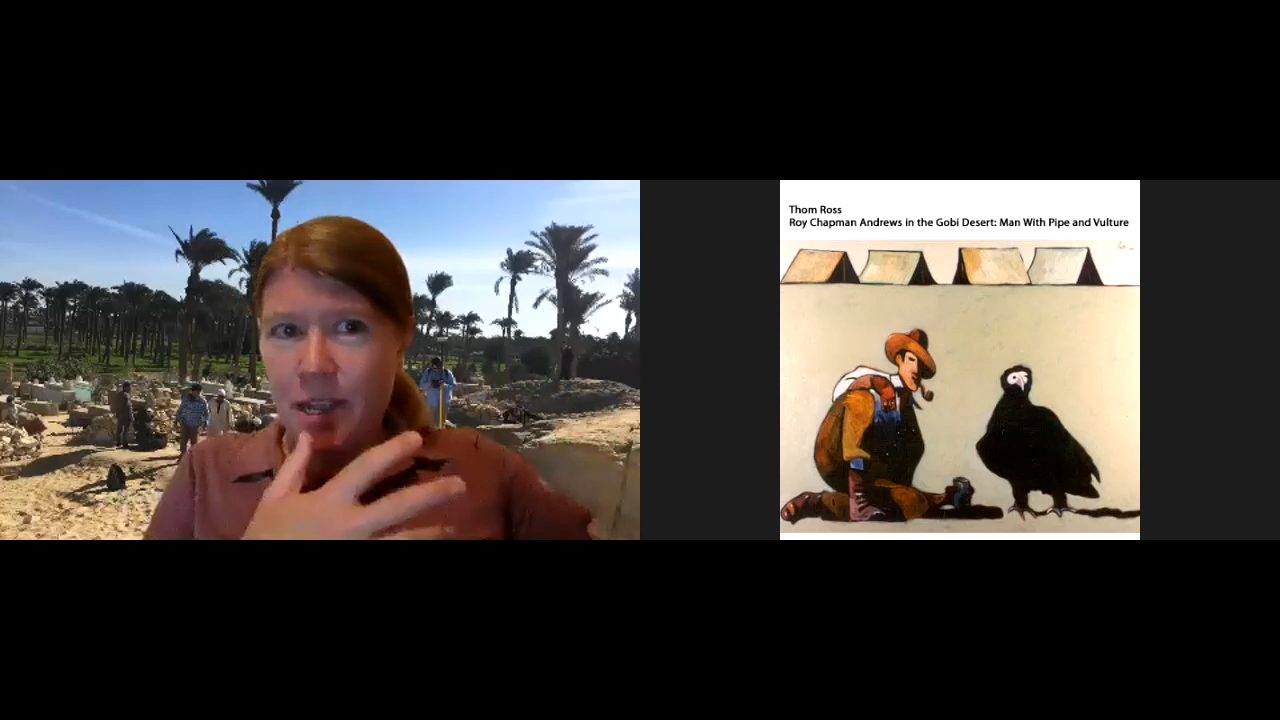 Thom Ross
Roy Chapman Andrews in the Gobi Desert: Man With Pipe and Vulture